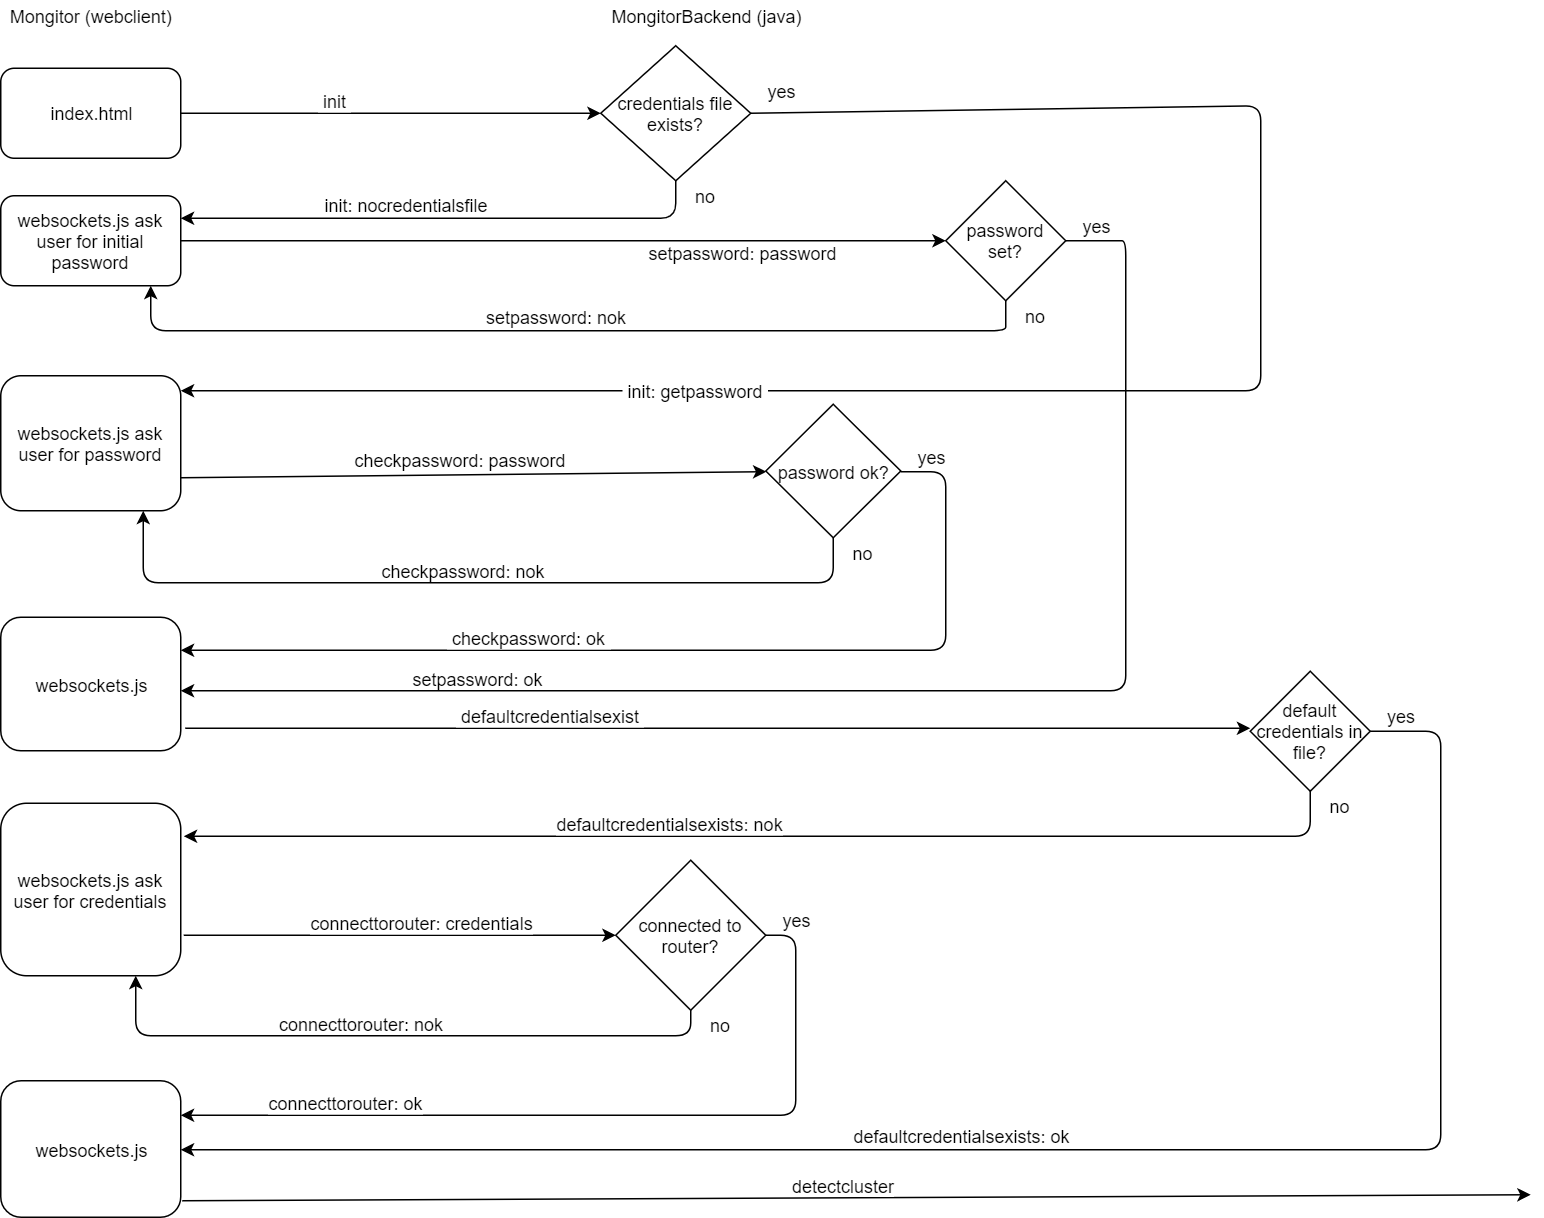 Mongitor (webclient)
MongitorBackend (java)
index.html
init
credentials file
exists?
yes
no
init: nocredentialsfile
websockets.js ask
user for initial
password
setpassword: password
password
set?
yes
no
setpassword: nok
init: getpassword
websockets.js ask
user for password
checkpassword: password
password ok?
yes
no
checkpassword: nok
checkpassword: ok
websockets.js
setpassword: ok
defaultcredentialsexist
default
credentials in
file?
yes
no
defaultcredentialsexists: nok
websockets.js ask
user for credentials
connecttorouter: credentials
connected to
router?
yes
no
connecttorouter: nok
connecttorouter: ok
defaultcredentialsexists: ok
websockets.js
detectcluster